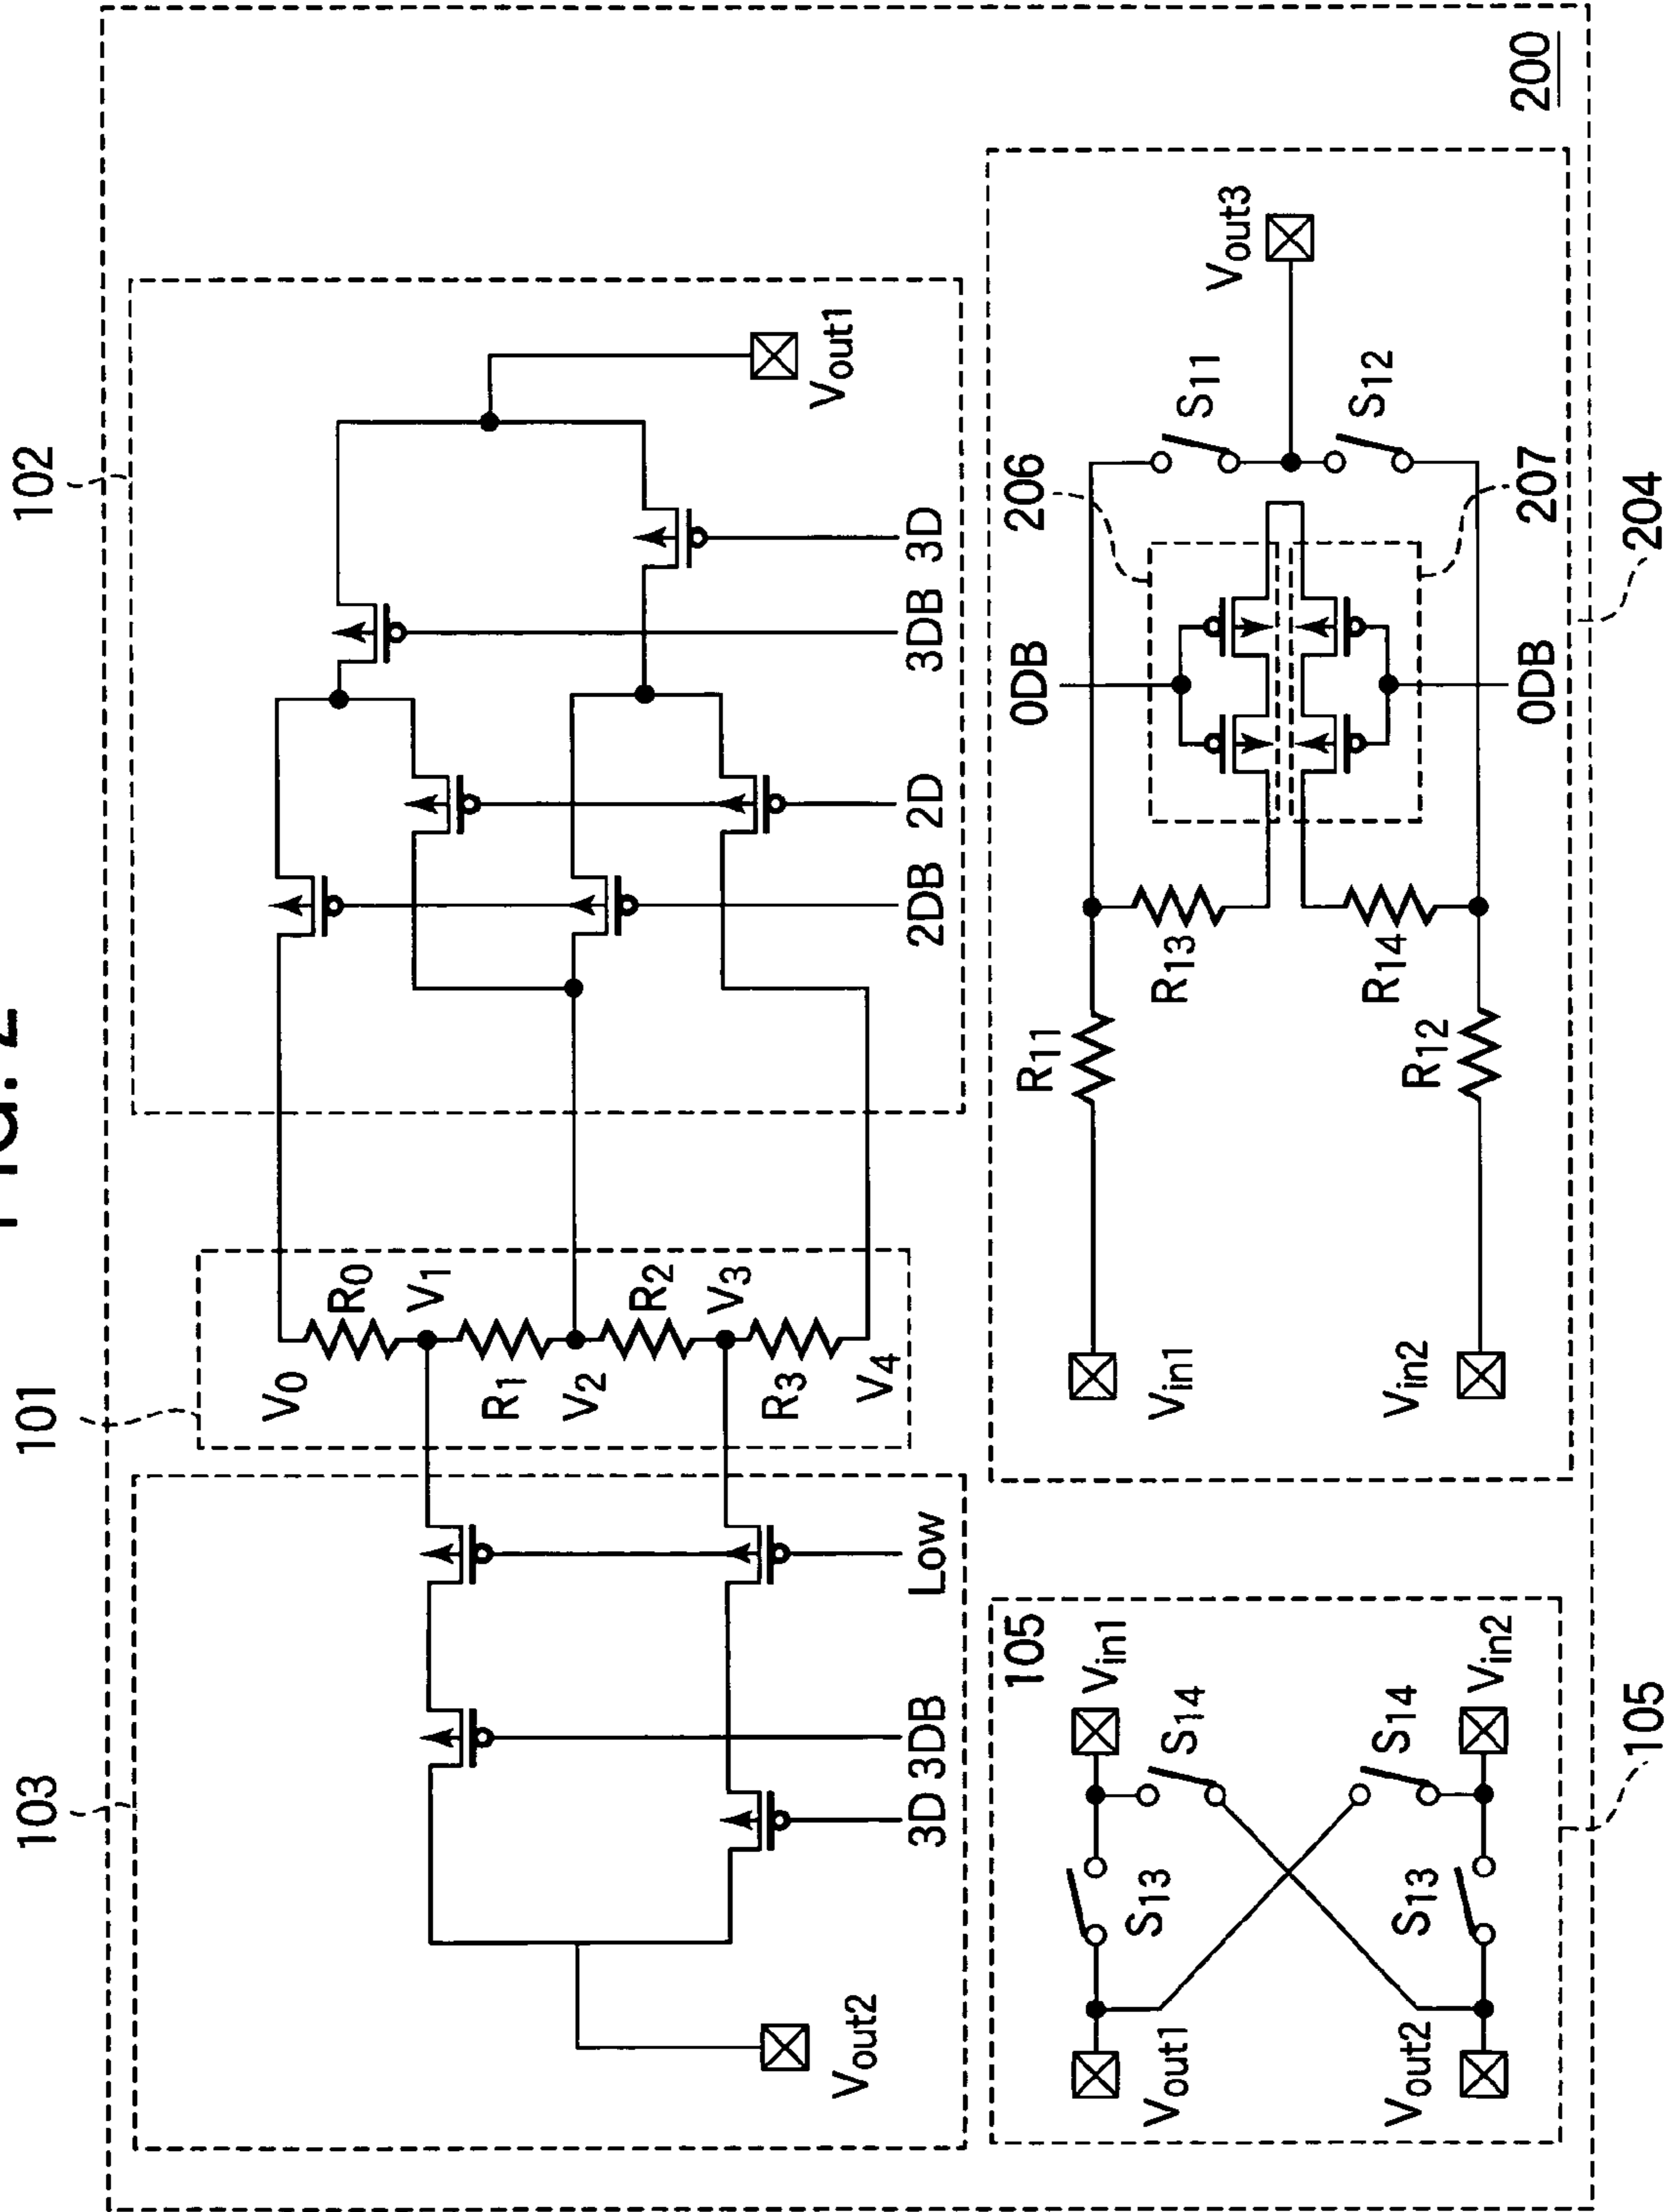 103
101
102
Vout2
3D
3DB
Low
V0
R0
V1
R1
V2
R2
V3
R3
V4
2DB
2D
3DB
3D
Vout1
105
Vout1
S13
S14
Vin1
Vout2
S13
S14
Vin2
105
Vin1
R11
R13
0DB
206
S11
Vout3
Vin2
R12
R14
0DB
207
S12
204
200